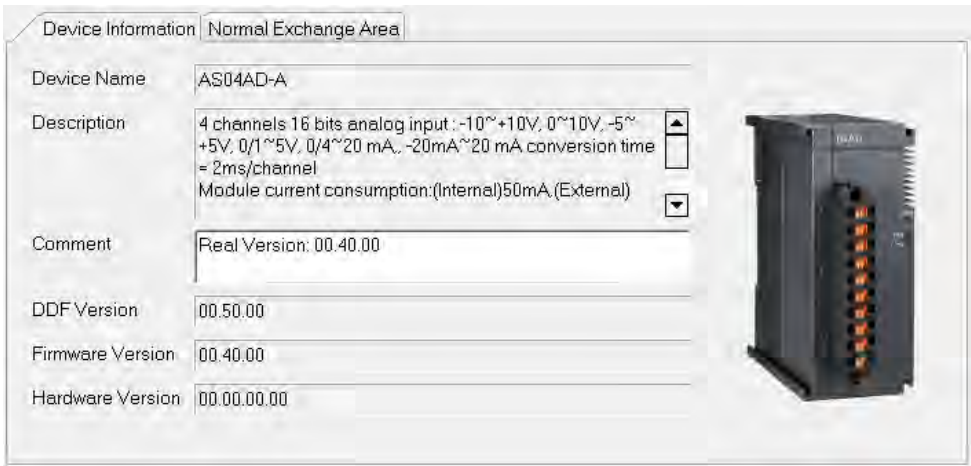 Device Information Normal Exchange Area
Device Name AS04AD-A
Description 4 channels 16 bits analog input : -10~+10V, 0~10V, -5~
+5V, 0/1~5V, 0/4~20 mA,, -20mA~20 mA conversion time
= 2ms/channel
Module current consumption:(Internal)50mA,(External)
Comment Real Version: 00.40.00
DDF Version 00.50.00
Firmware Version 00.40.00
Hardware Version 00.00.00.00